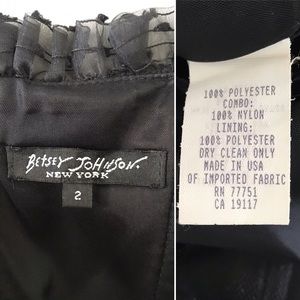 BETSEY JOHNSON.
NEW YORK
2
100% POLYESTER
COMBO:
100% NYLON
LINING:
100% POLYESTER
DRY CLEAN ONLY
MADE IN USA
OF IMPORTED FABRIC
RN 77751
CA 19117